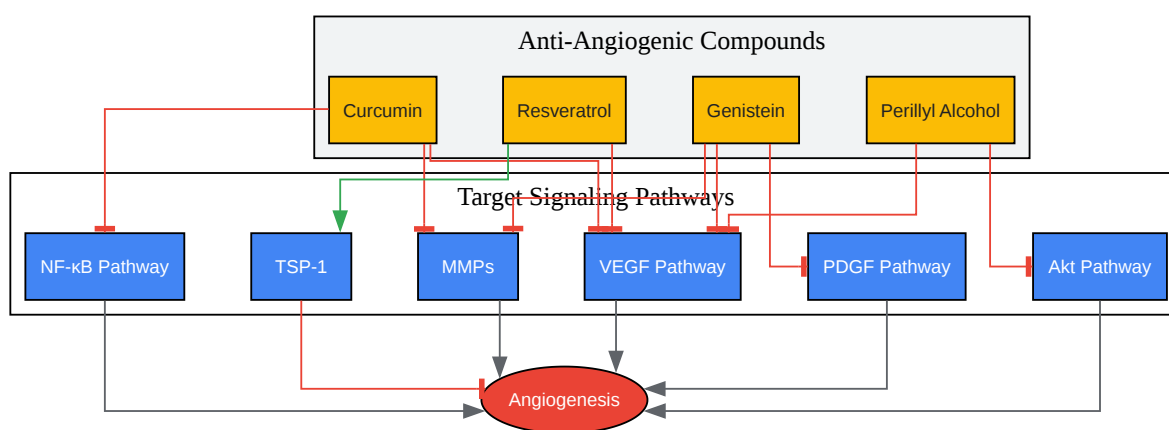 Anti-Angiogenic Compounds
Curcumin
Resveratrol
Genistein
Perillyl Alcohol
Target Signaling Pathways
NF-κB Pathway
TSP-1
MMPs
VEGF Pathway
PDGF Pathway
Akt Pathway
Angiogenesis